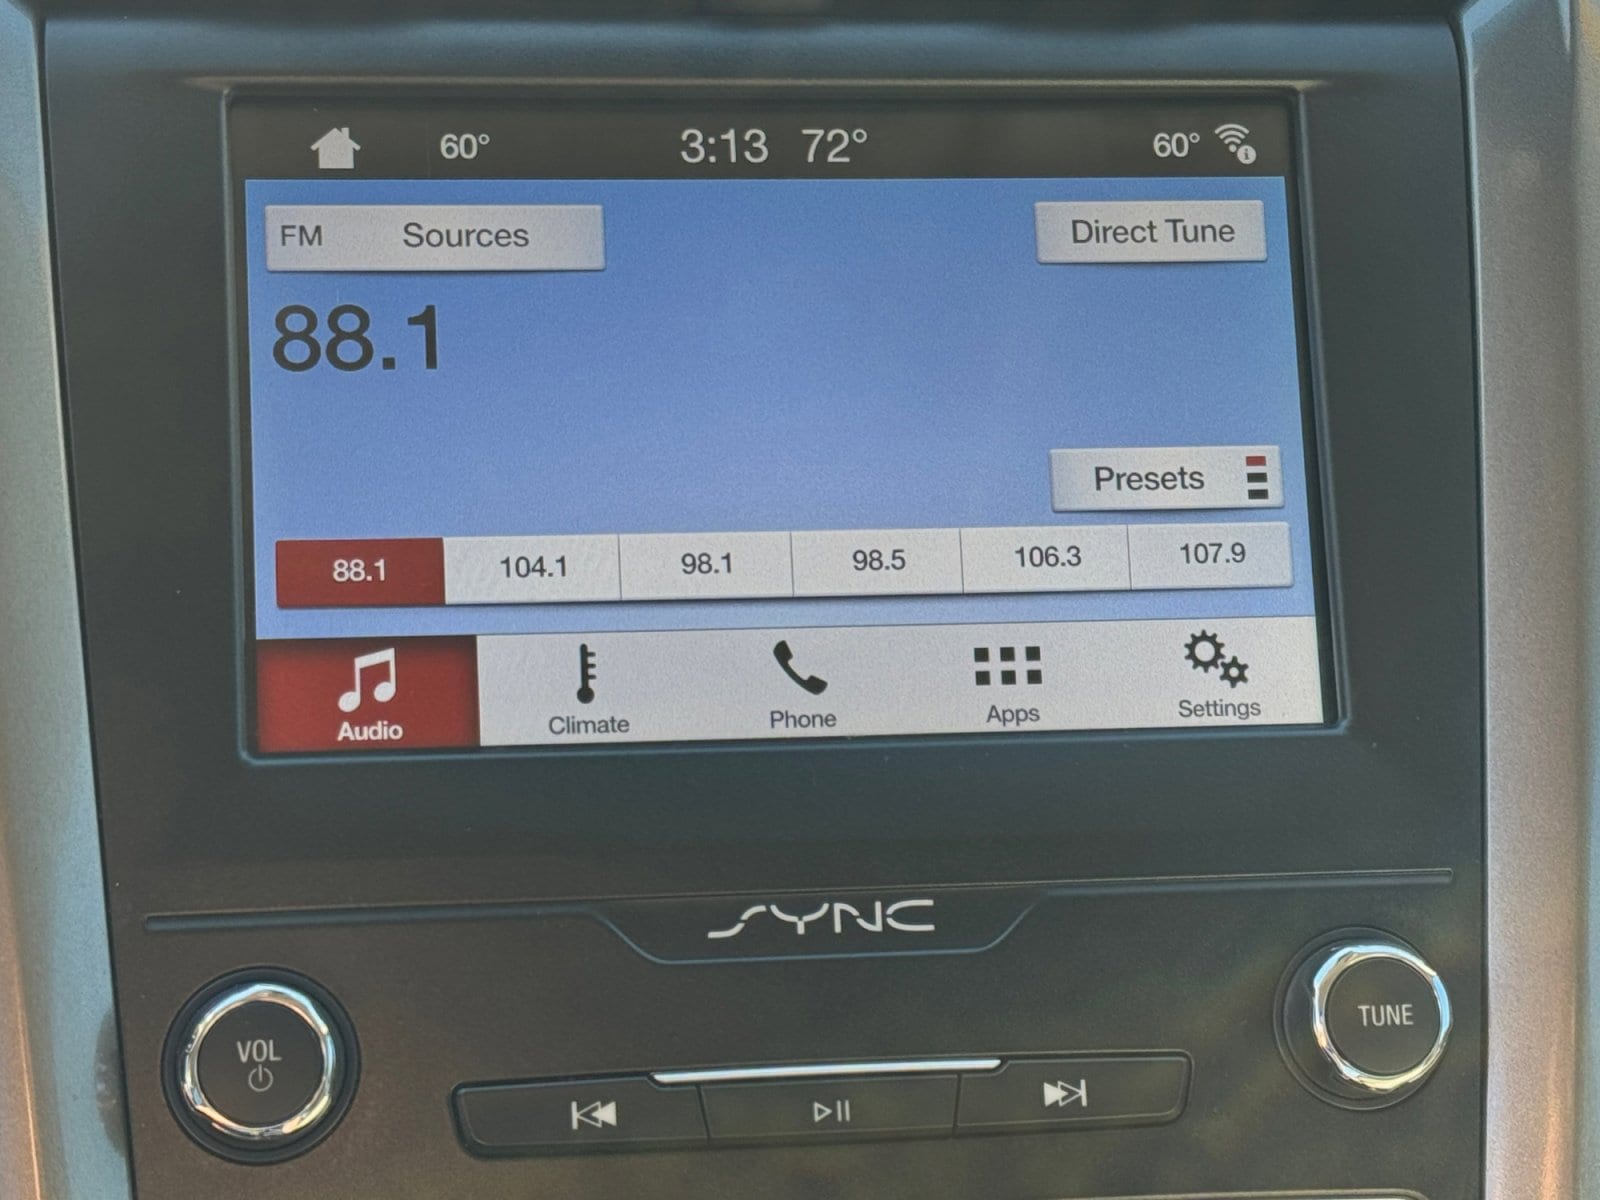 60° 3:13 72° 60°
FM Sources Direct Tune
88.1
Presets
88.1 104.1 98.1 98.5 106.3 107.9
Audio Climate Phone Apps Settings
SYNC
VOL TUNE